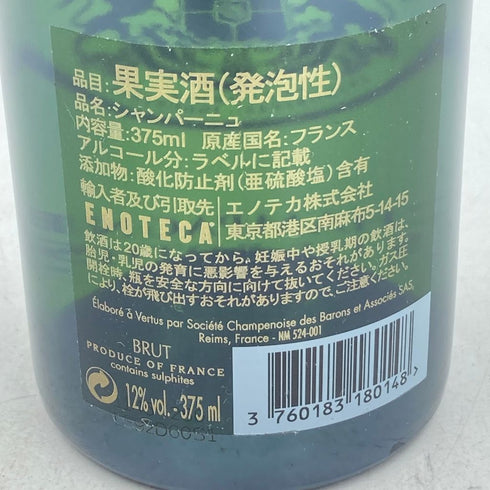 品目:果実酒(発泡性)
品名:シャンパーニュ
内容量:375ml 原産国名:フランス
アルコール分:ラベルに記載
添加物:酸化防止剤(亜硫酸塩)含有
輸入者及び引取先 エノテカ株式会社
ENOTECA 東京都港区南麻布5-14-15
飲酒は20歳になってから。妊娠中や授乳期の飲酒は、
胎児・乳児の発育に悪影響を与えるおそれがあります。
開栓時、瓶を安全な方向に向けて抜いてください。ガス圧
により、栓が飛び出すおそれがありますので、ご注意ください。
Élaboré à Vertus par Société Champenoise des Barons et Associés SAS,
Reims, France - NM 524-001
BRUT
PRODUCE OF FRANCE
contains sulphites
12% vol. - 375 ml
3 760183 180148 >